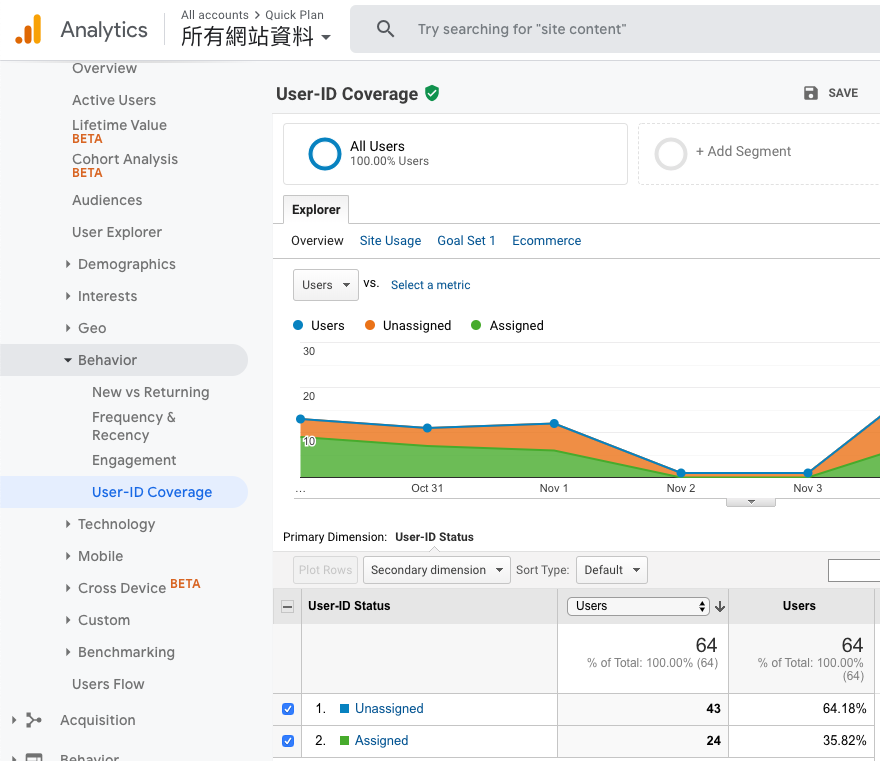 Analytics
All accounts > Quick Plan
所有網站資料
Try searching for "site content"
Overview
Active Users
Lifetime Value
BETA
Cohort Analysis
BETA
Audiences
User Explorer
Demographics
Interests
Geo
Behavior
New vs Returning
Frequency &
Recency
Engagement
User-ID Coverage
Technology
Mobile
Cross Device BETA
Custom
Benchmarking
Users Flow
Acquisition
Behavior
User-ID Coverage
SAVE
All Users
100.00% Users
+ Add Segment
Explorer
Overview Site Usage Goal Set 1 Ecommerce
Users vs. Select a metric
Users Unassigned Assigned
30
20
10
... Oct 31 Nov 1 Nov 2 Nov 3
Primary Dimension: User-ID Status
Plot Rows Secondary dimension Sort Type: Default
User-ID Status Users Users
64 64
% of Total: 100.00% (64) % of Total: 100.00%
(64)
1. Unassigned 43 64.18%
2. Assigned 24 35.82%